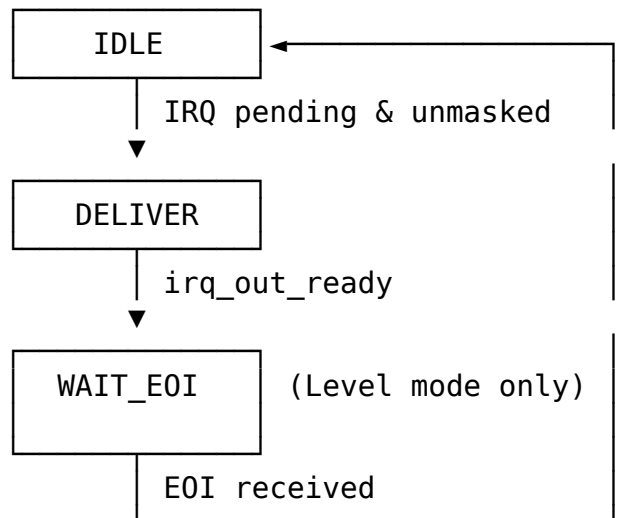 IDLE
IRQ pending & unmasked
DELIVER
irq_out_ready
WAIT_EOI (Level mode only)
EOI received